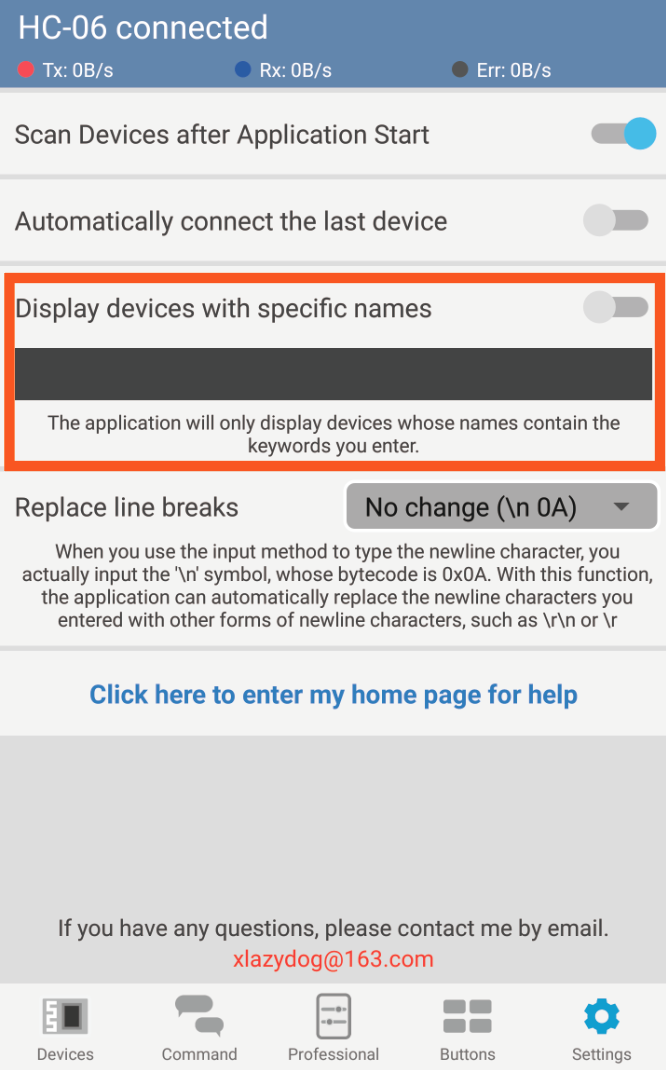 HC-06 connected
Tx: 0B/s Rx: 0B/s Err: 0B/s
Scan Devices after Application Start
Automatically connect the last device
Display devices with specific names
The application will only display devices whose names contain the
keywords you enter.
Replace line breaks No change (\n 0A)
When you use the input method to type the newline character, you
actually input the '\n' symbol, whose bytecode is 0x0A. With this function,
the application can automatically replace the newline characters you
entered with other forms of newline characters, such as \r\n or \r
Click here to enter my home page for help
If you have any questions, please contact me by email.
xlazydog@163.com
Devices Command Professional Buttons Settings